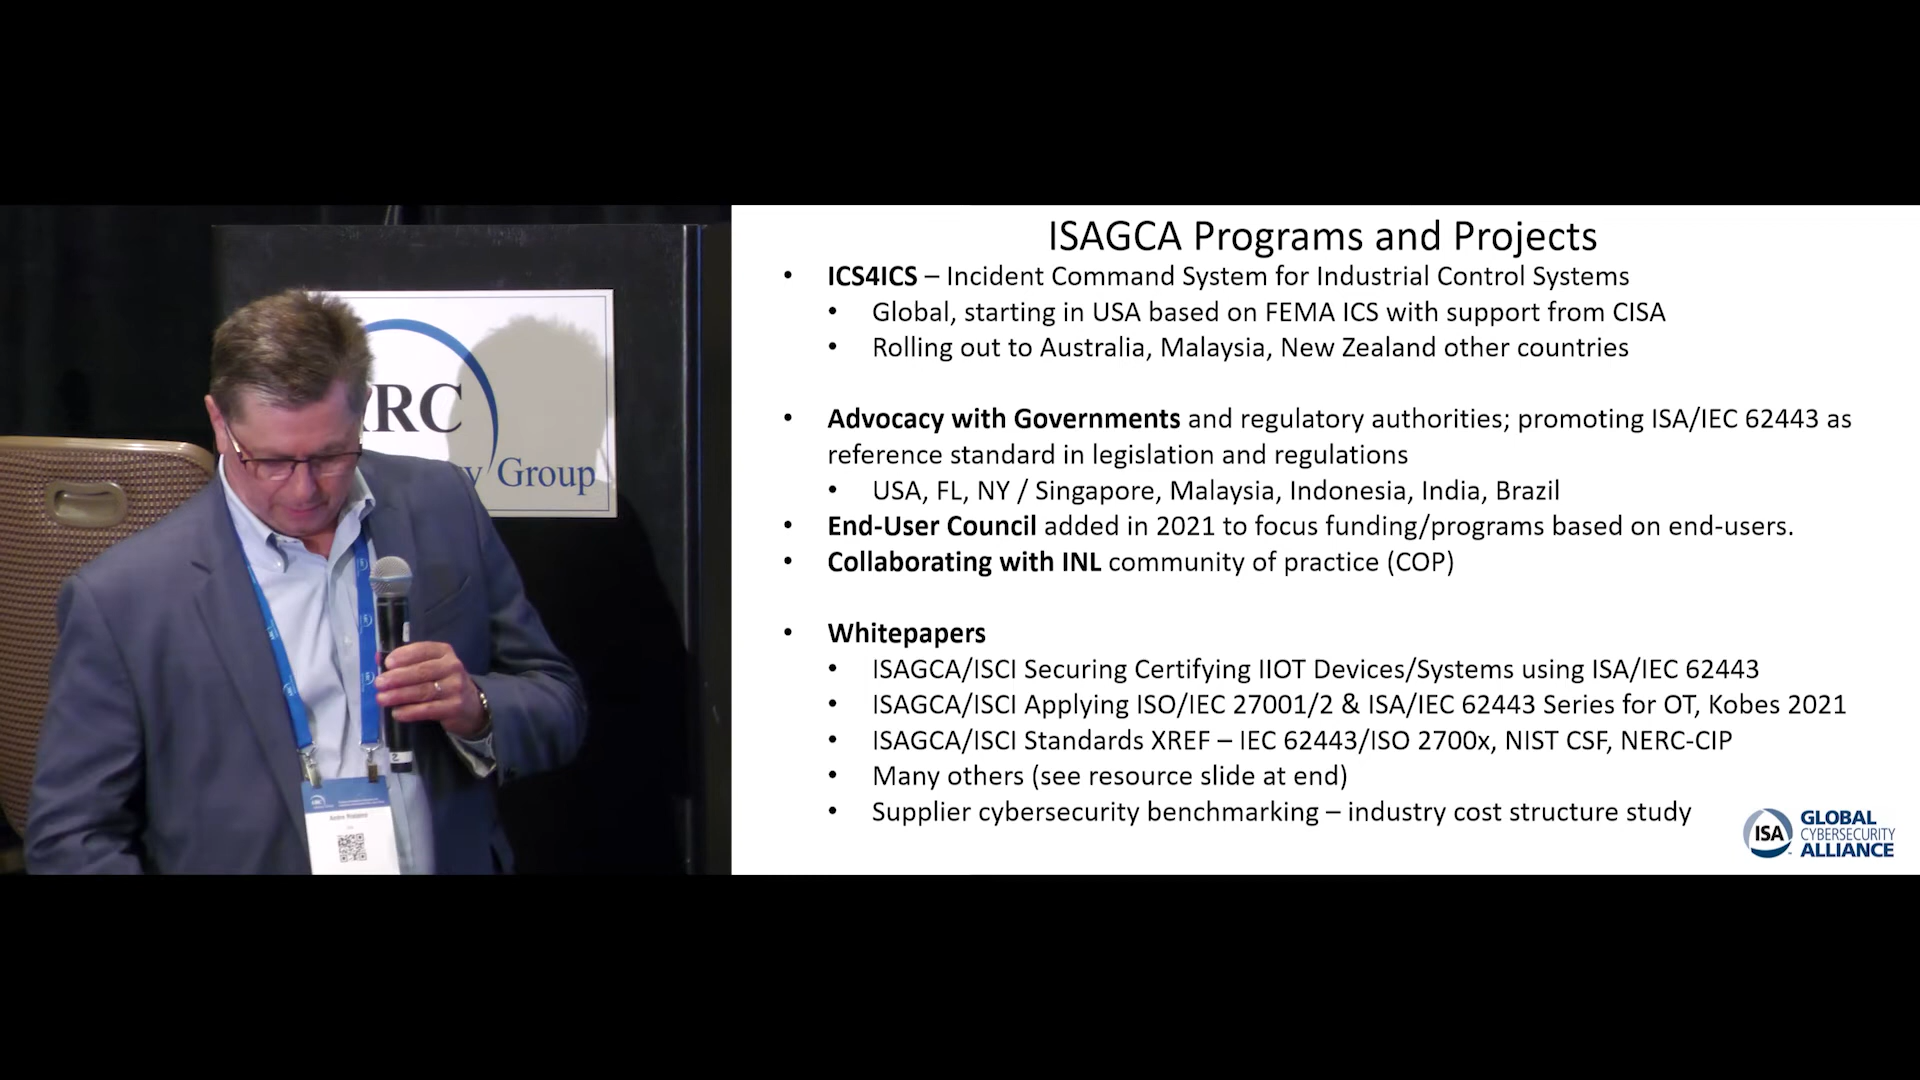 ARC
Group
2
ISAGCA Programs and Projects
• ICS4ICS – Incident Command System for Industrial Control Systems
• Global, starting in USA based on FEMA ICS with support from CISA
• Rolling out to Australia, Malaysia, New Zealand other countries
• Advocacy with Governments and regulatory authorities; promoting ISA/IEC 62443 as
reference standard in legislation and regulations
• USA, FL, NY / Singapore, Malaysia, Indonesia, India, Brazil
• End-User Council added in 2021 to focus funding/programs based on end-users.
• Collaborating with INL community of practice (COP)
• Whitepapers
• ISAGCA/ISCI Securing Certifying IIOT Devices/Systems using ISA/IEC 62443
• ISAGCA/ISCI Applying ISO/IEC 27001/2 & ISA/IEC 62443 Series for OT, Kobes 2021
• ISAGCA/ISCI Standards XREF – IEC 62443/ISO 2700x, NIST CSF, NERC-CIP
• Many others (see resource slide at end)
• Supplier cybersecurity benchmarking – industry cost structure study
ISA
GLOBAL
CYBERSECURITY
ALLIANCE